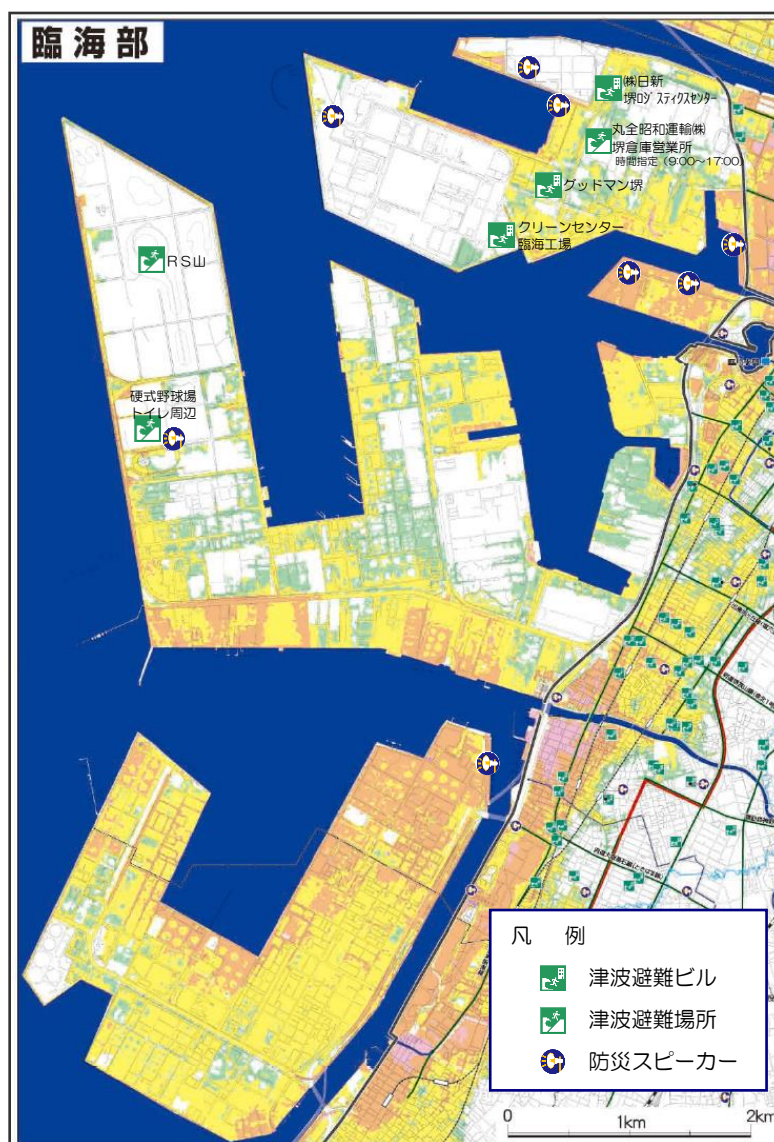 臨海部
㈱日新
堺ロジスティクスセンター
丸全昭和運輸㈱
堺倉庫営業所
時間指定（9:00～17:00）
グッドマン堺
クリーンセンター
臨海工場
ＲＳ山
硬式野球場
トイレ周辺
凡　例
津波避難ビル
津波避難場所
防災スピーカー
0
1km
2km